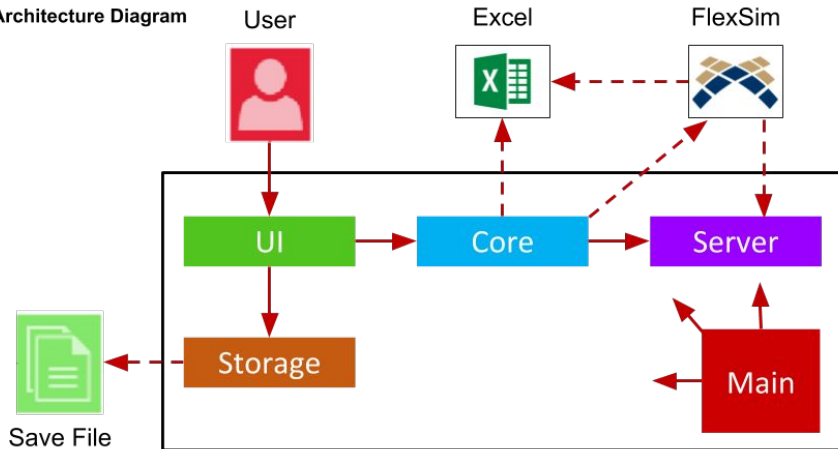 Architecture Diagram
User
Excel
FlexSim
X
UI
Core
Server
Storage
Main
Save File